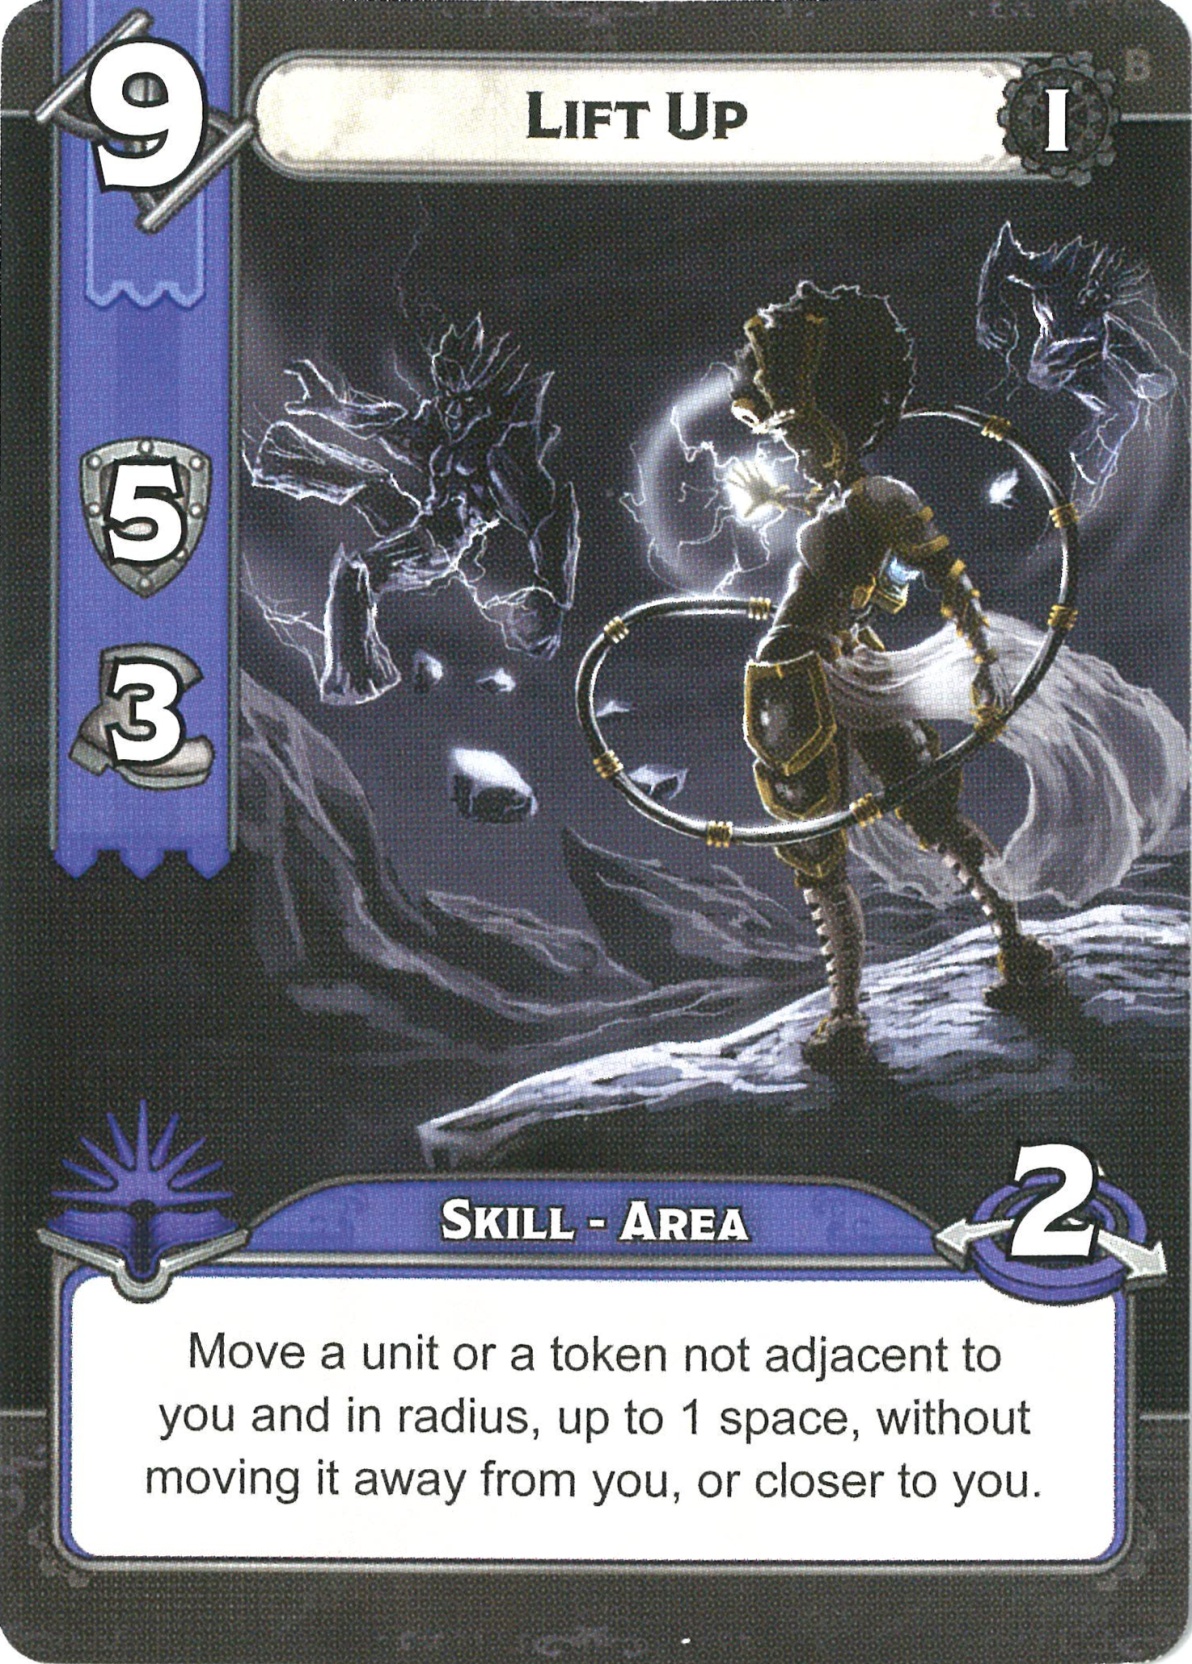 9
LIFT UP
I
B
5
3
SKILL - AREA
2
Move a unit or a token not adjacent to
you and in radius, up to 1 space, without
moving it away from you, or closer to you.